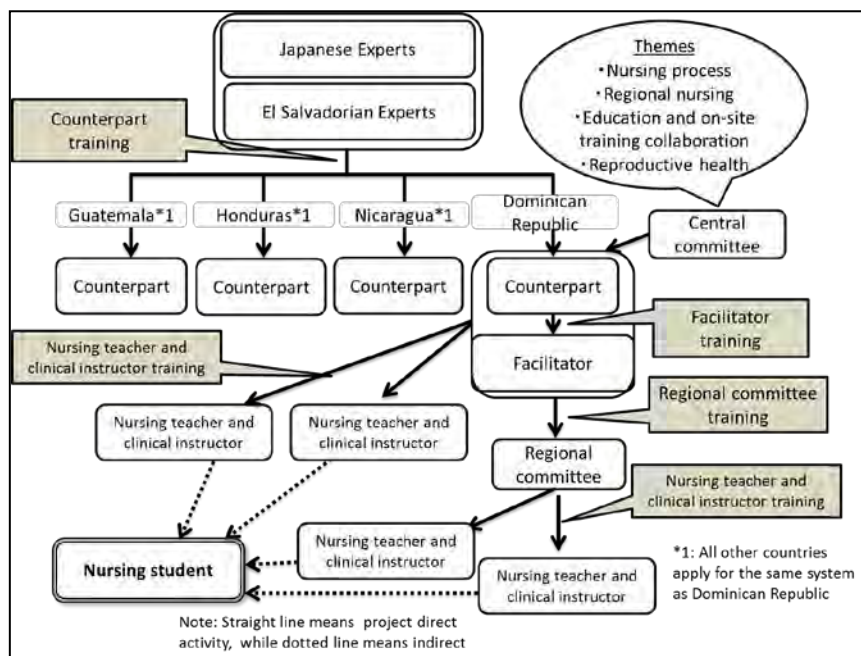 Japanese Experts
El Salvadorian Experts
Themes
・Nursing process
・Regional nursing
・Education and on-site
training collaboration
・Reproductive health
Counterpart
training
Guatemala*1
Honduras*1
Nicaragua*1
Dominican
Republic
Central
committee
Counterpart
Counterpart
Counterpart
Counterpart
Facilitator
training
Facilitator
Nursing teacher and
clinical instructor training
Regional committee
training
Nursing teacher and
clinical instructor
Nursing teacher and
clinical instructor
Regional
committee
Nursing teacher and
clinical instructor training
Nursing teacher and
clinical instructor
Nursing student
Nursing teacher and
clinical instructor
*1: All other countries
apply for the same system
as Dominican Republic
Note: Straight line means project direct
activity, while dotted line means indirect